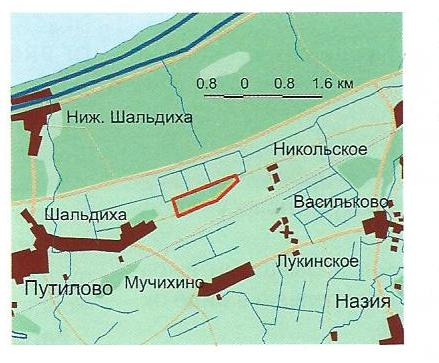 0.8 0 0.8 1.6 км
Ниж. Шальдиха
Никольское
Васильково
Шальдиха
Лукинское
Мучихино
Путилово
Назия